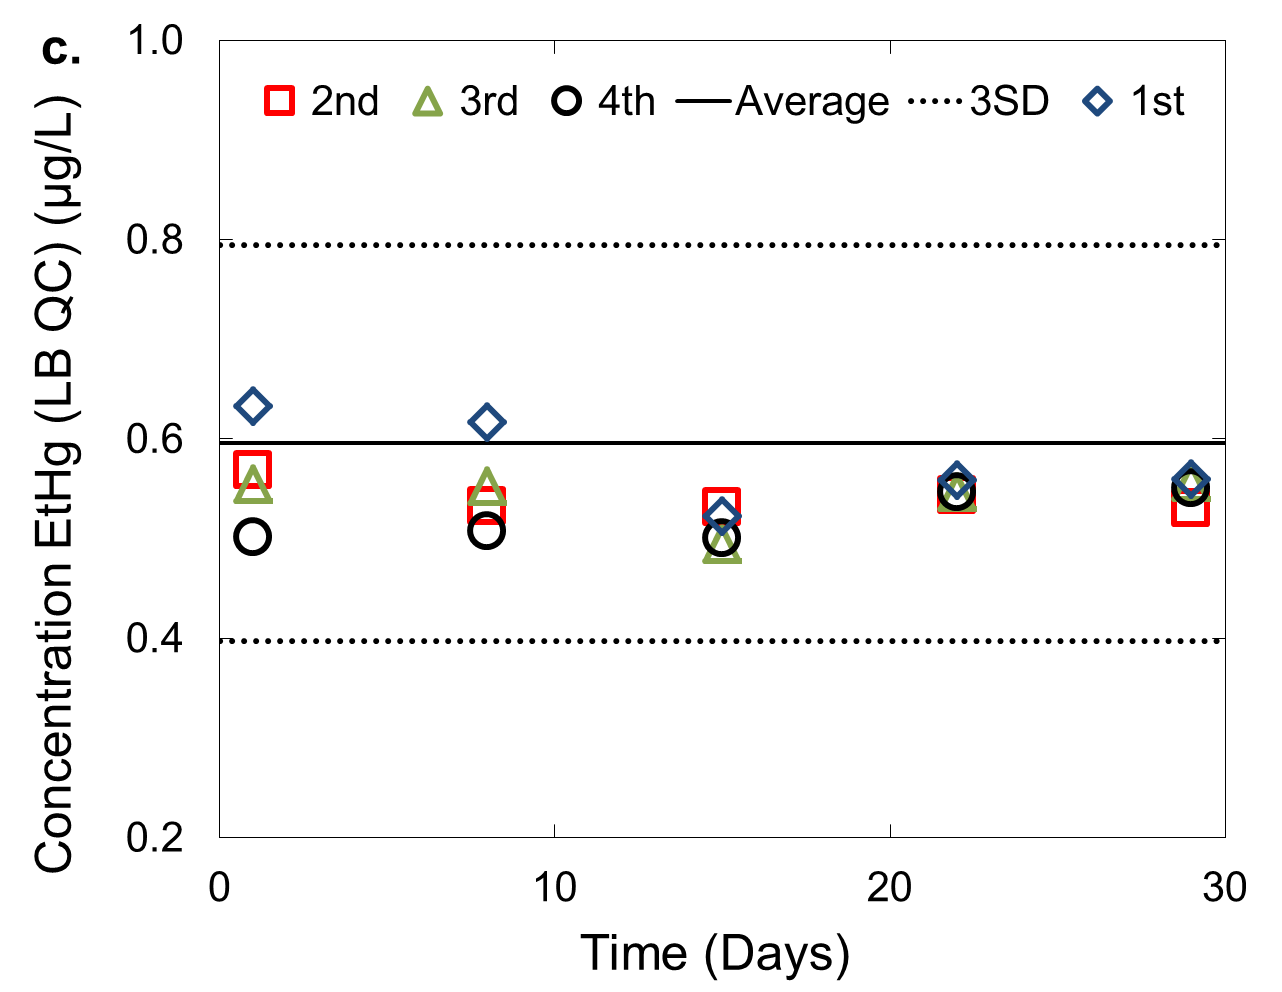 c.
Concentration EtHg (LB QC) (µg/L)
1.0
0.8
0.6
0.4
0.2
2nd 3rd 4th Average 3SD 1st
0 10 20 30
Time (Days)